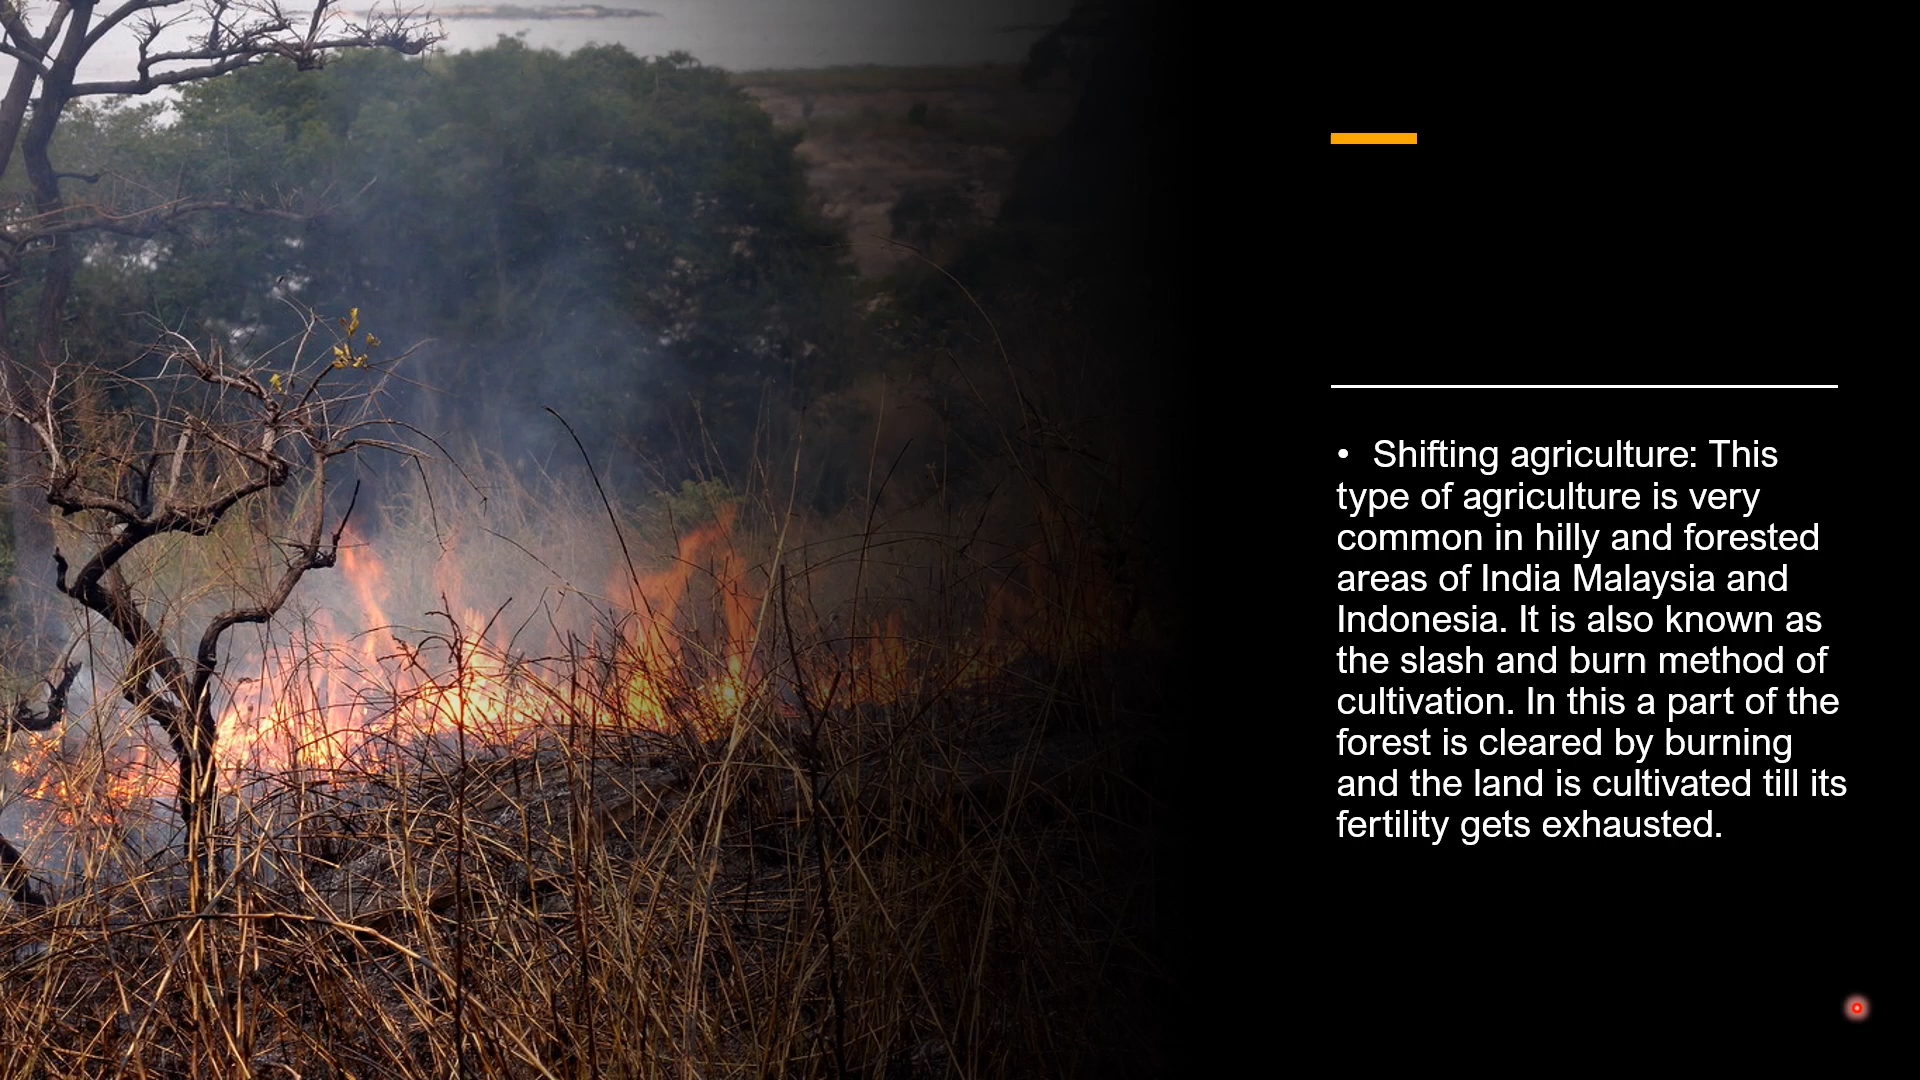 • Shifting agriculture: This
type of agriculture is very
common in hilly and forested
areas of India Malaysia and
Indonesia. It is also known as
the slash and burn method of
cultivation. In this a part of the
forest is cleared by burning
and the land is cultivated till its
fertility gets exhausted.